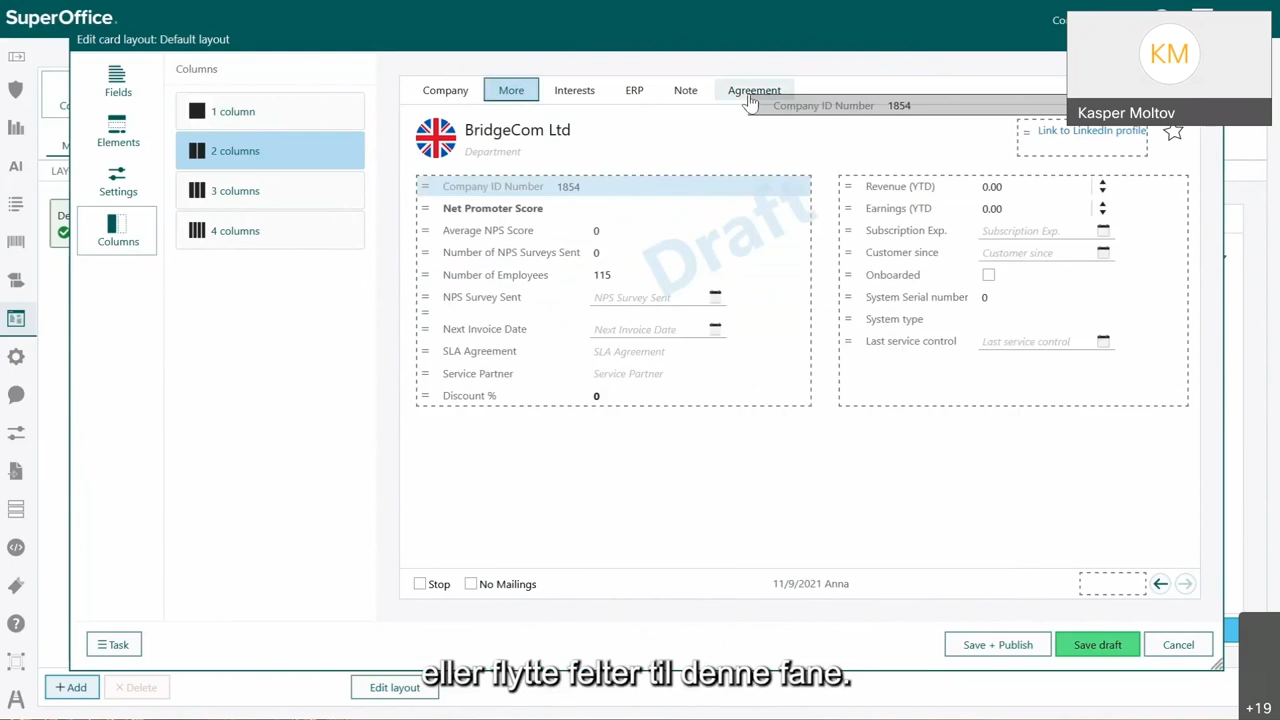 SuperOffice.
Edit card layout: Default layout
KM
Kasper Moltov
Fields
Elements
Settings
Columns
Columns
1 column
2 columns
3 columns
4 columns
Company
More
Interests
ERP
Note
Agreement
Company ID Number 1854
BridgeCom Ltd
Department
= Link to LinkedIn profile
= Company ID Number 1854
= Net Promoter Score
= Average NPS Score 0
= Number of NPS Surveys Sent 0
= Number of Employees 115
= NPS Survey Sent NPS Survey Sent
=
= Next Invoice Date Next Invoice Date
= SLA Agreement SLA Agreement
= Service Partner Service Partner
= Discount % 0
Draft
= Revenue (YTD) 0.00
= Earnings (YTD 0.00
= Subscription Exp. Subscription Exp.
= Customer since Customer since
= Onboarded
= System Serial number 0
= System type
= Last service control Last service control
Stop
No Mailings
11/9/2021 Anna
Task
Save + Publish
Save draft
Cancel
eller flytte felter til denne fane.
+ Add
Delete
Edit layout
+19
AI
LAY
De
Co